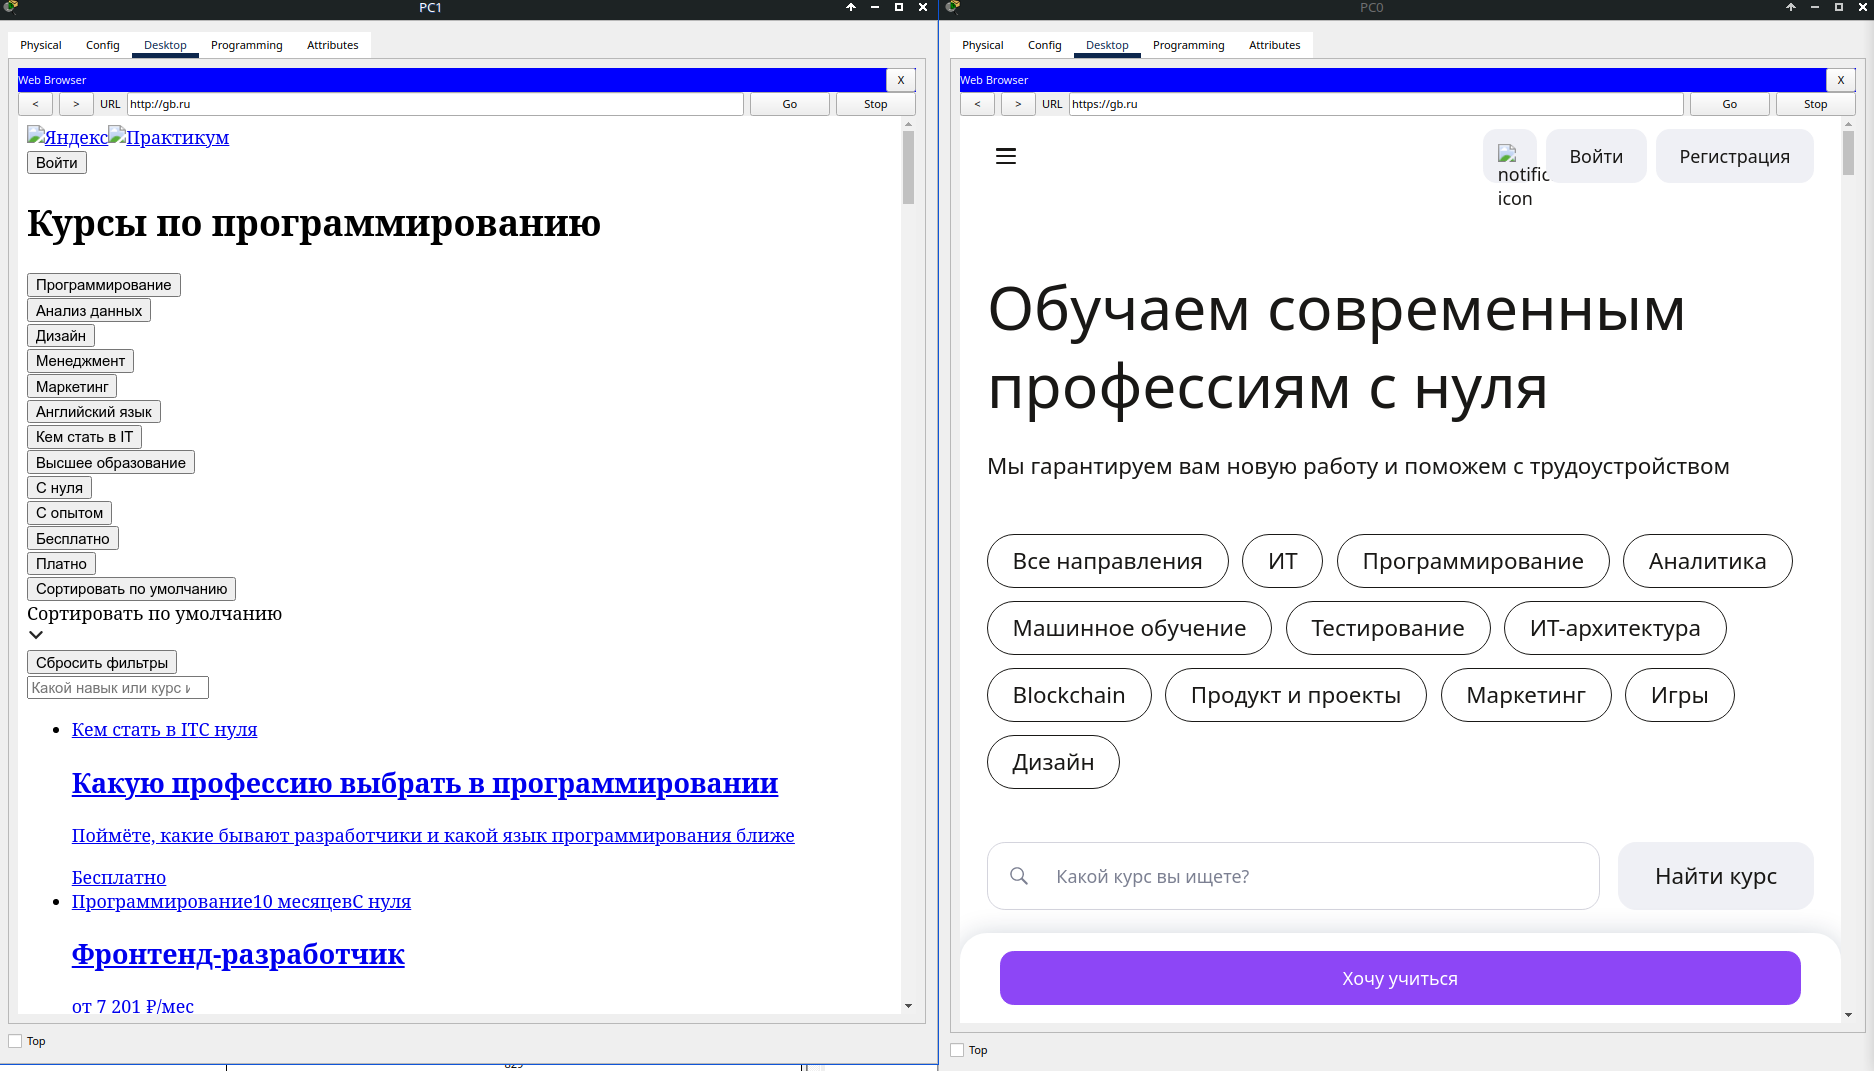 PC1
Physical Config Desktop Programming Attributes
Web Browser
X
< > URL http://gb.ru Go Stop
ЯндексПрактикум
Войти
Курсы по программированию
Программирование
Анализ данных
Дизайн
Менеджмент
Маркетинг
Английский язык
Кем стать в IT
Высшее образование
С нуля
С опытом
Бесплатно
Платно
Сортировать по умолчанию
Сортировать по умолчанию
Сбросить фильтры
Какой навык или курс и
Кем стать в ITС нуля
Какую профессию выбрать в программировании
Поймёте, какие бывают разработчики и какой язык программирования ближе
Бесплатно
Программирование10 месяцевС нуля
Фронтенд-разработчик
от 7 201 ₽/мес
Top
PC0
Physical Config Desktop Programming Attributes
Web Browser
X
< > URL https://gb.ru Go Stop
notific
icon
Войти
Регистрация
Обучаем современным
профессиям с нуля
Мы гарантируем вам новую работу и поможем с трудоустройством
Все направления ИТ Программирование Аналитика
Машинное обучение Тестирование ИТ-архитектура
Blockchain Продукт и проекты Маркетинг Игры
Дизайн
Какой курс вы ищете? Найти курс
Хочу учиться
Top